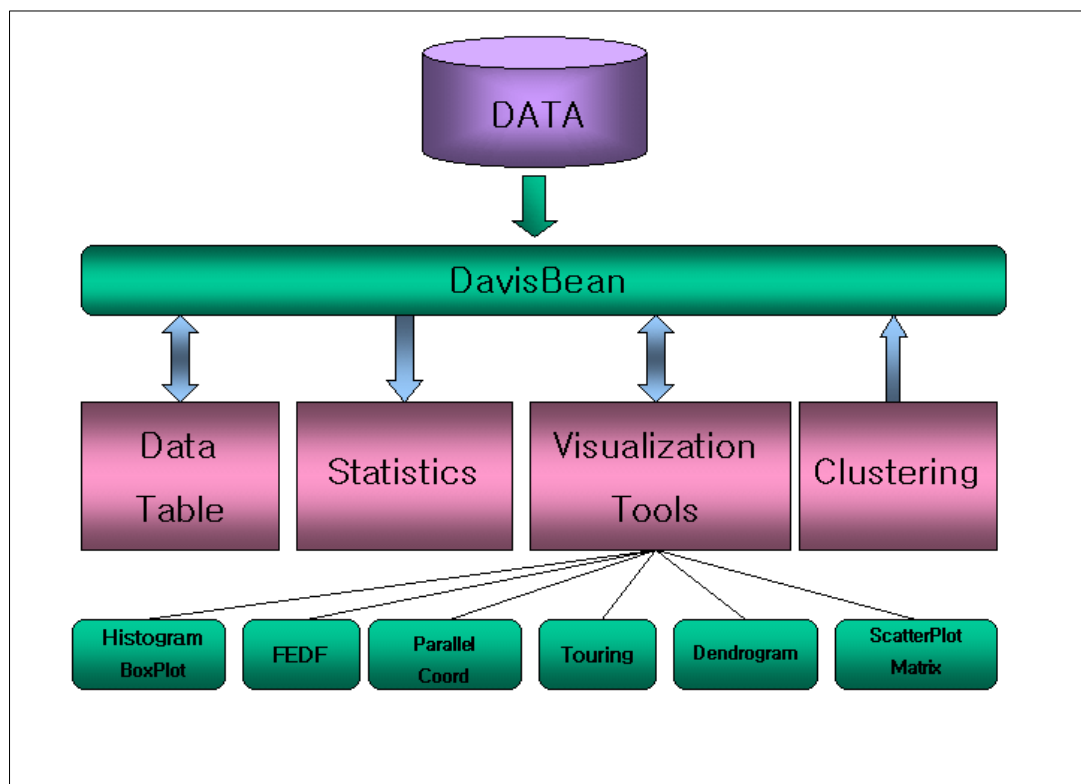 DATA
DavisBean
Data
Table
Statistics
Visualization
Tools
Clustering
Histogram
BoxPlot
FEDF
Parallel
Coord
Touring
Dendrogram
ScatterPlot
Matrix